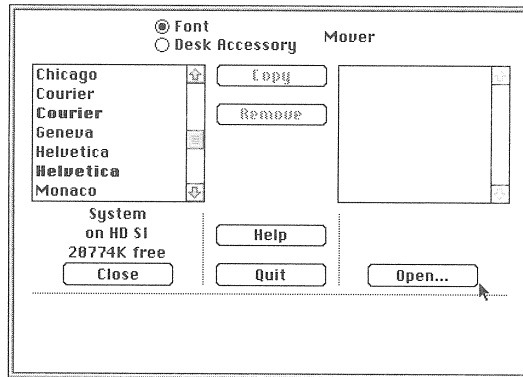 Font
Desk Accessory
Mover
Chicago
Courier
Courier
Geneva
Helvetica
Helvetica
Monaco
Copy
Remove
System
on HD SI
20774K free
Close
Help
Quit
Open...